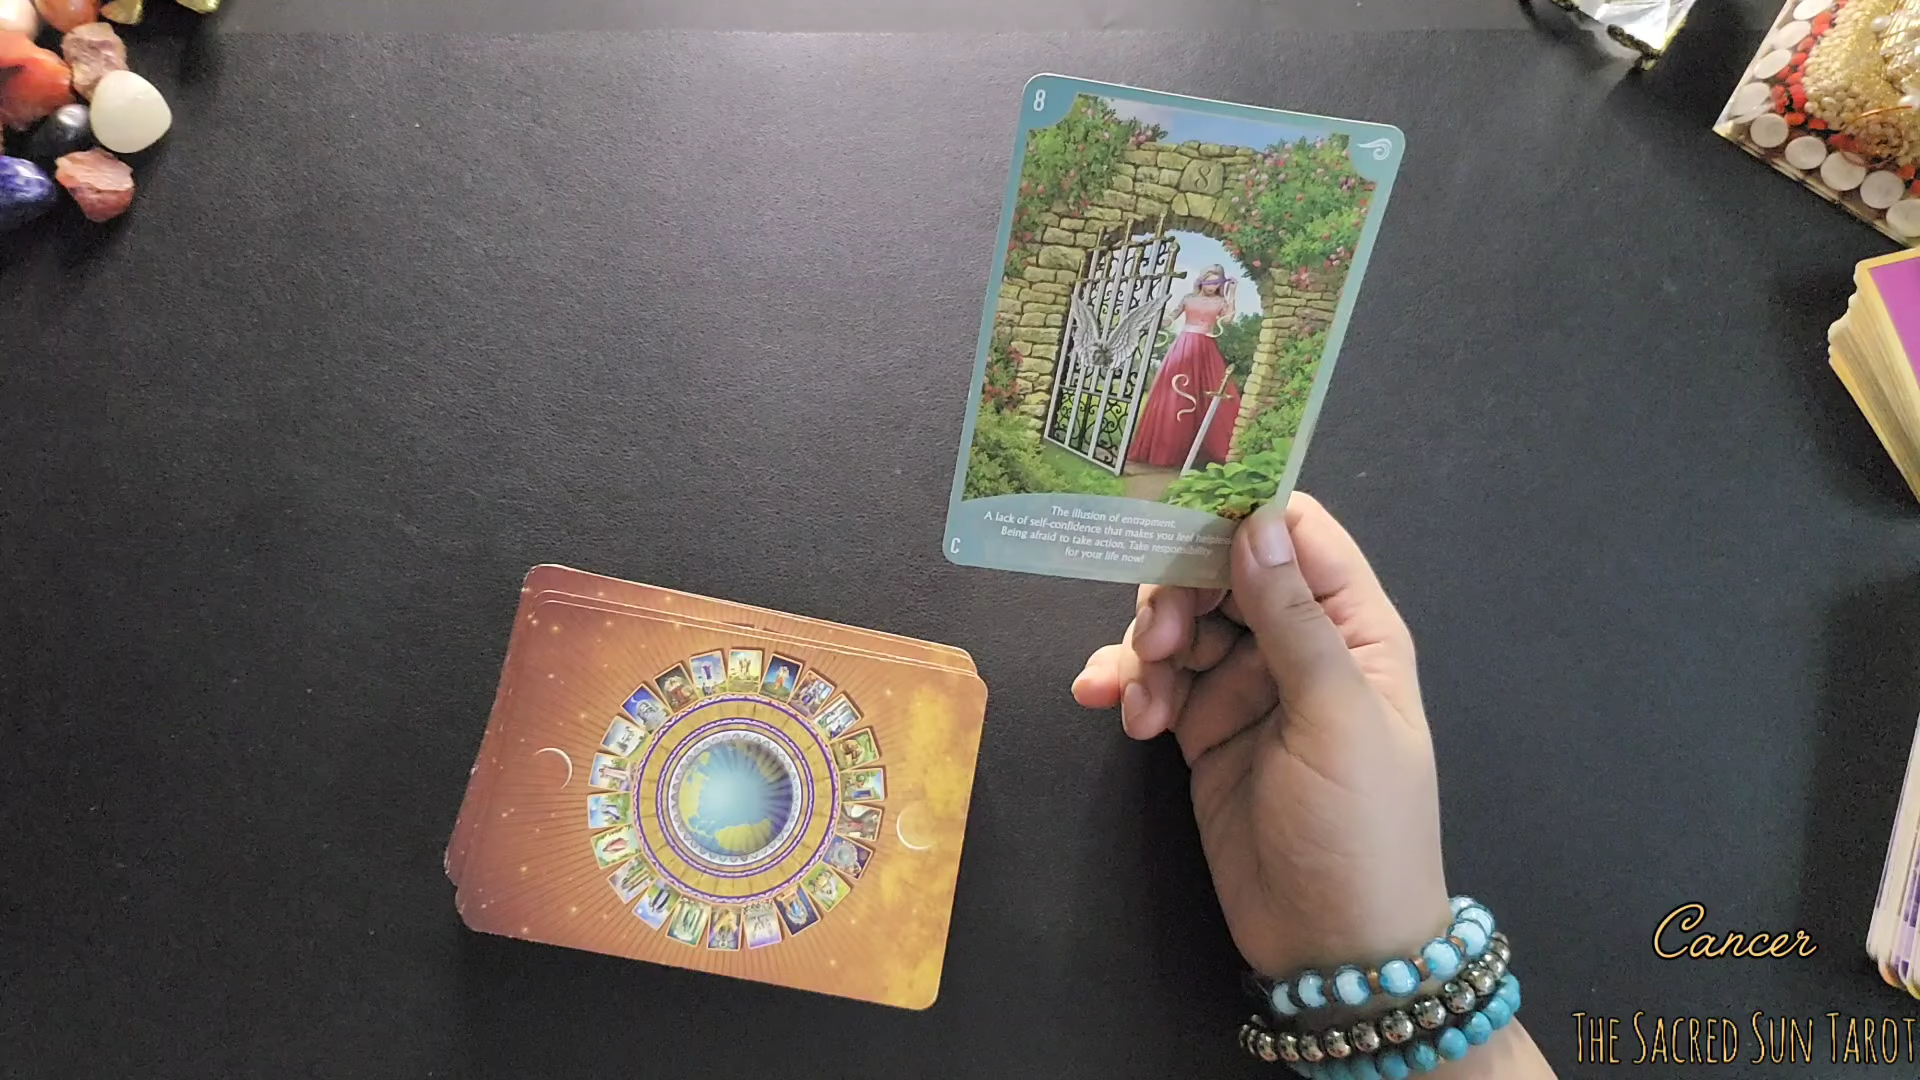 8
8
The illusion of entrapment.
A lack of self-confidence that makes you feel helpless.
Being afraid to take action. Take responsibility
for your life now!
C
Cancer
THE SACRED SUN TAROT